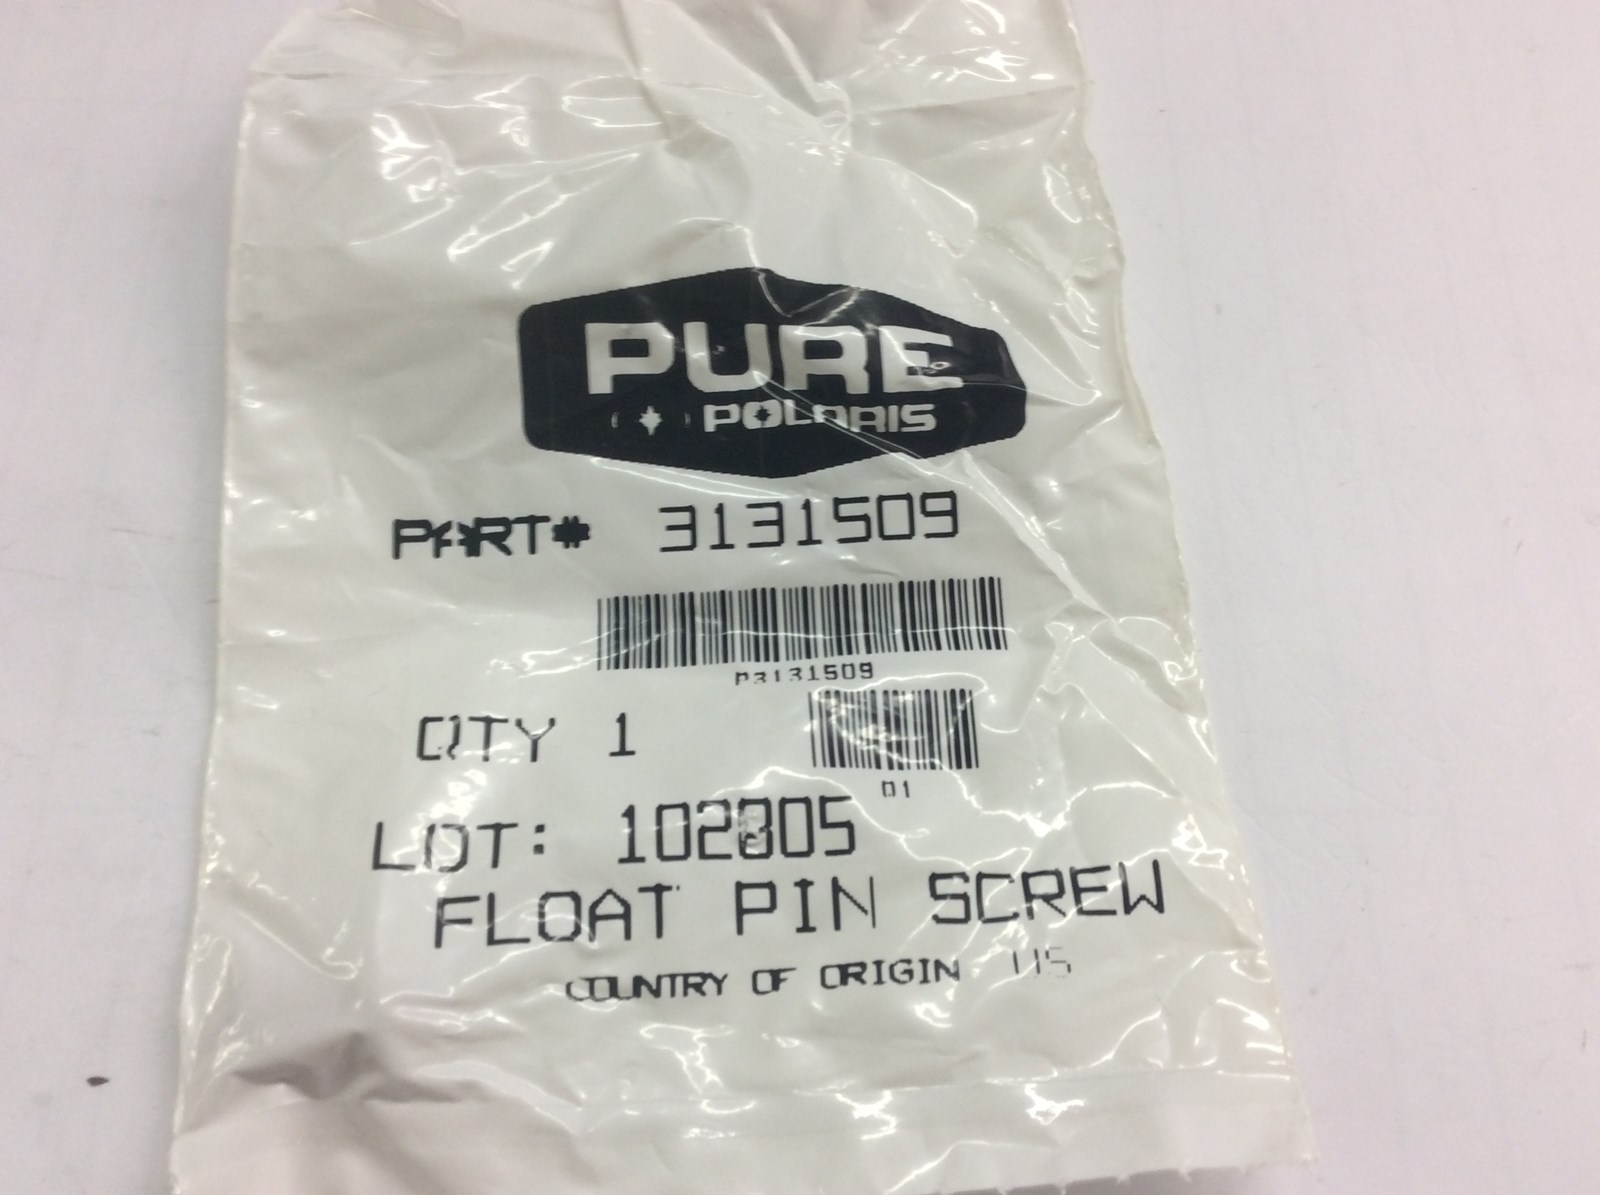 PURE
POLARIS
PART# 3131509
P3131509
QTY 1
01
LOT: 102805
FLOAT PIN SCREW
COUNTRY OF ORIGIN US